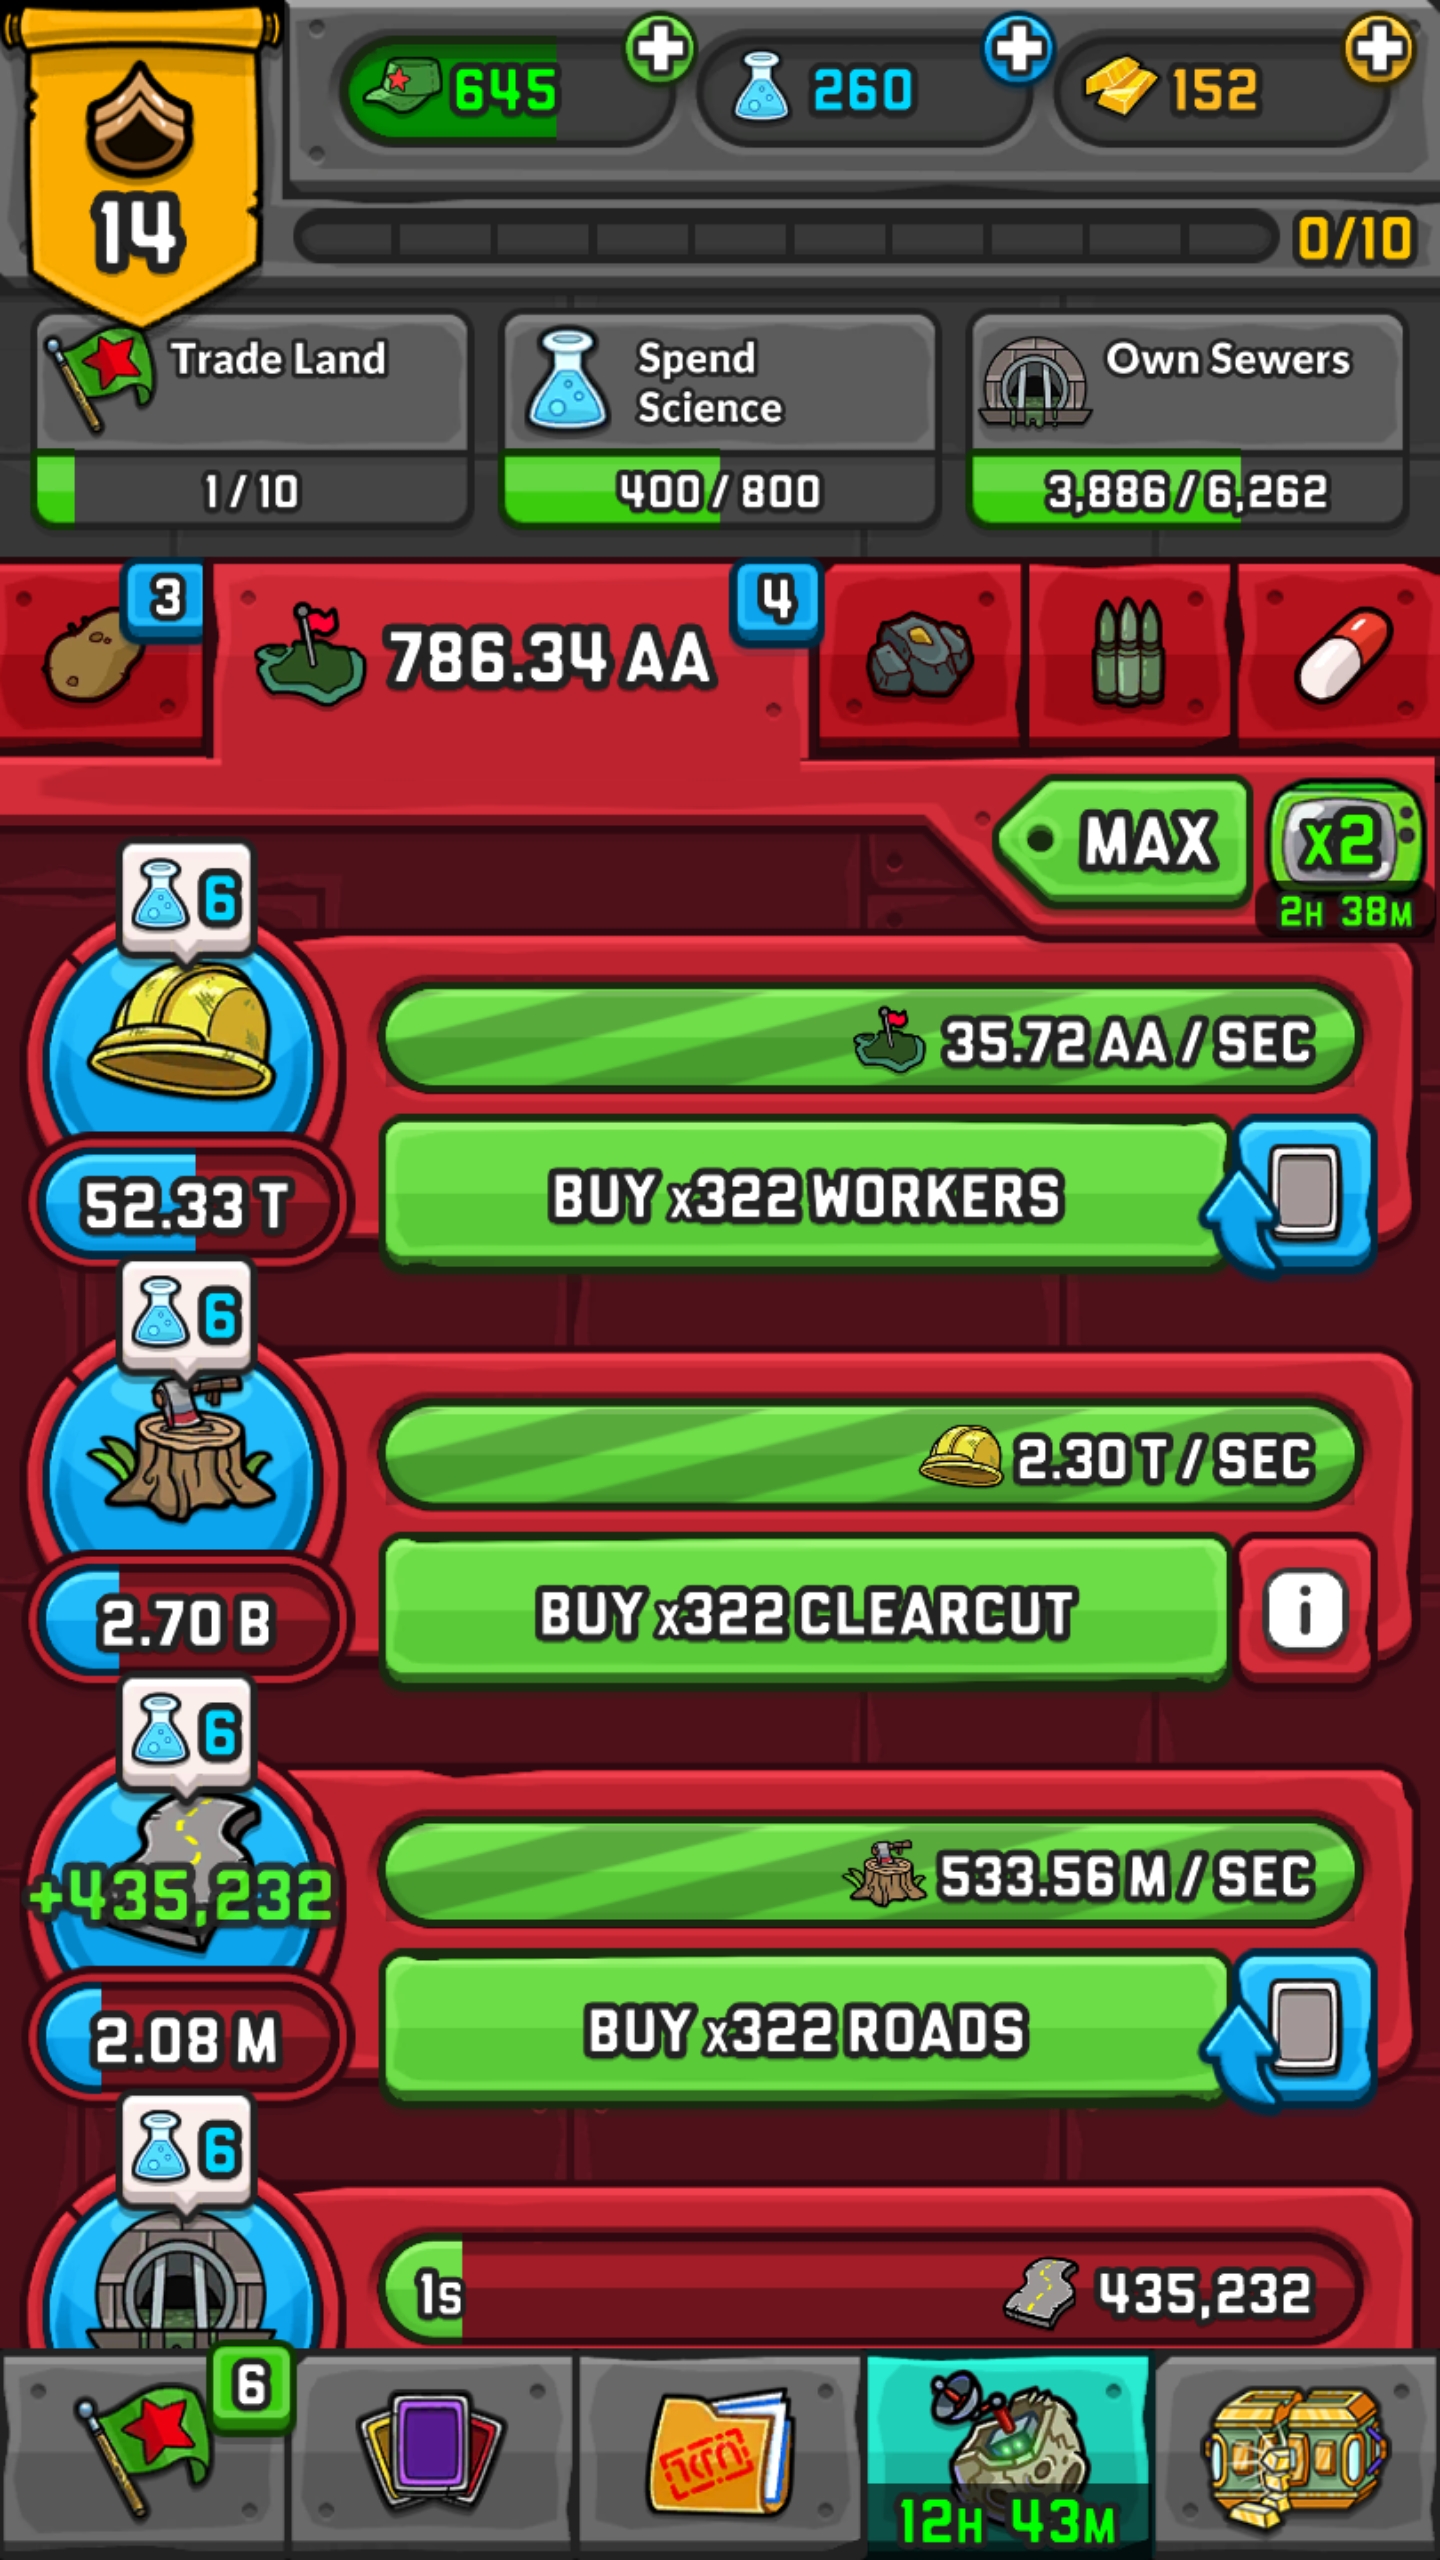 645
260
152
14
0/10
Trade Land
1/10
Spend
Science
400/800
Own Sewers
3,886/6,262
3
786.34 AA
4
MAX
x2
2H 38M
6
35.72 AA/SEC
52.33 T
BUY x322 WORKERS
6
2.30 T/SEC
2.70 B
BUY x322 CLEARCUT
i
6
533.56 M/SEC
+435,232
2.08 M
BUY x322 ROADS
6
1s
435,232
6
12H 43M